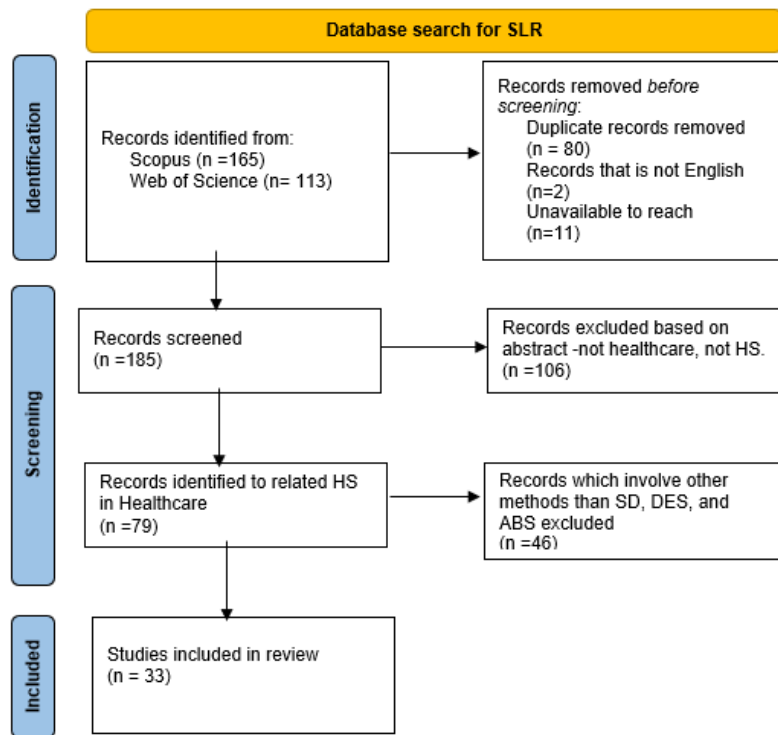 Database search for SLR
Identification
Records identified from:
Scopus (n =165)
Web of Science (n= 113)
Records removed before
screening:
Duplicate records removed
(n = 80)
Records that is not English
(n=2)
Unavailable to reach
(n=11)
Screening
Records screened
(n =185)
Records excluded based on
abstract -not healthcare, not HS.
(n =106)
Records identified to related HS
in Healthcare
(n =79)
Records which involve other
methods than SD, DES, and
ABS excluded
(n =46)
Included
Studies included in review
(n = 33)